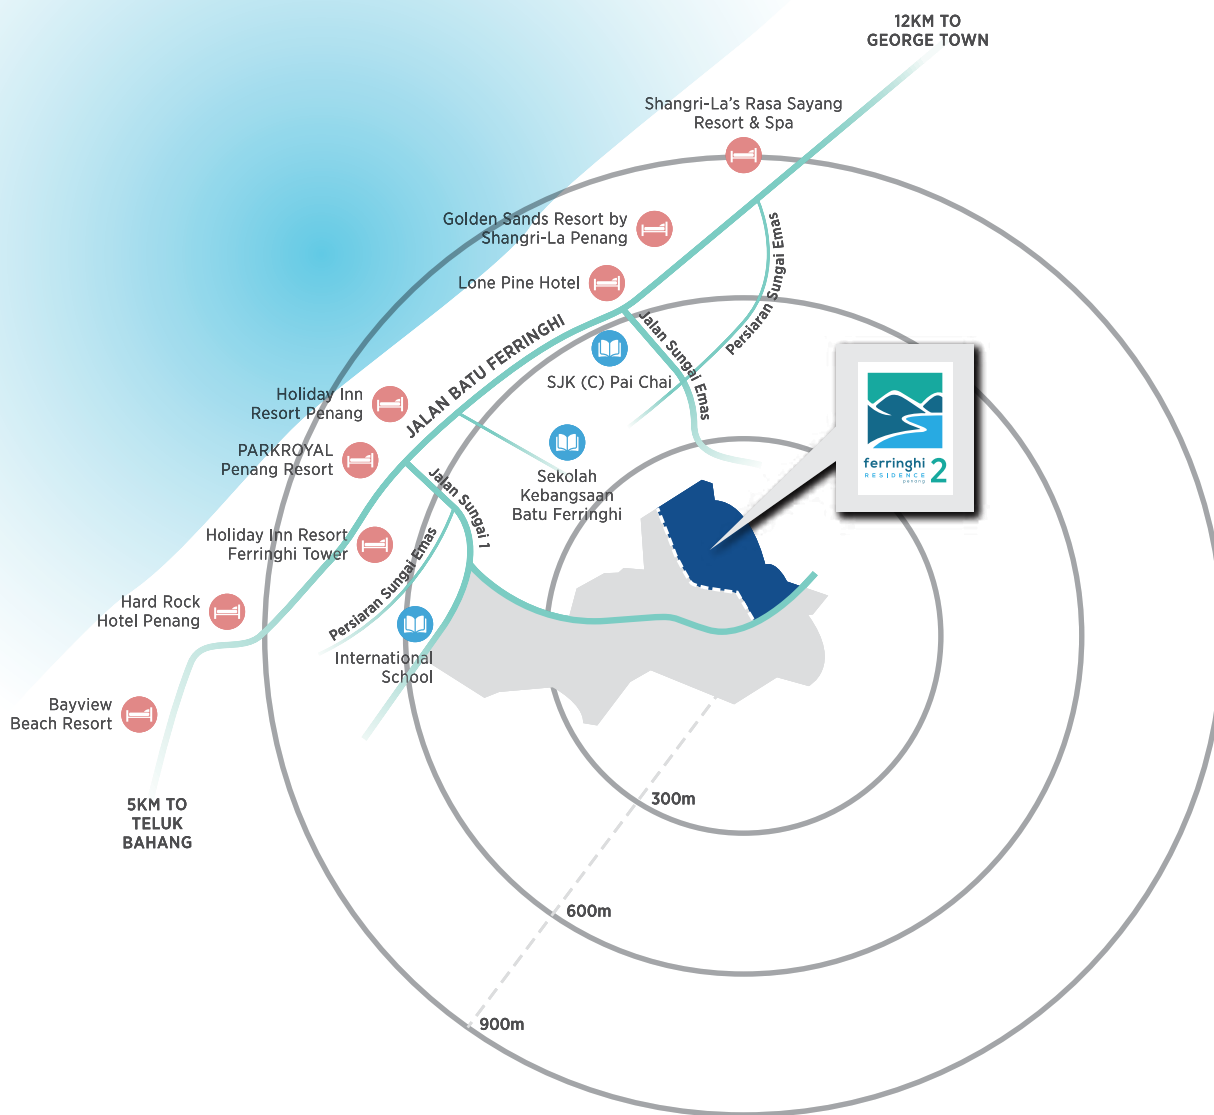 12KM TO
GEORGE TOWN
Shangri-La's Rasa Sayang
Resort & Spa
Golden Sands Resort by
Shangri-La Penang
Persiaran Sungai Emas
Lone Pine Hotel
JALAN BATU FERRINGHI
Jalan Sungai Emas
SJK (C) Pai Chai
Holiday Inn
Resort Penang
PARKROYAL
Penang Resort
ferringhi 2
RESIDENCE
penang
Sekolah
Kebangsaan
Batu Ferringhi
Jalan Sungai 1
Holiday Inn Resort
Ferringhi Tower
Persiaran Sungai Emas
Hard Rock
Hotel Penang
International
School
Bayview
Beach Resort
5KM TO
TELUK
BAHANG
300m
600m
900m